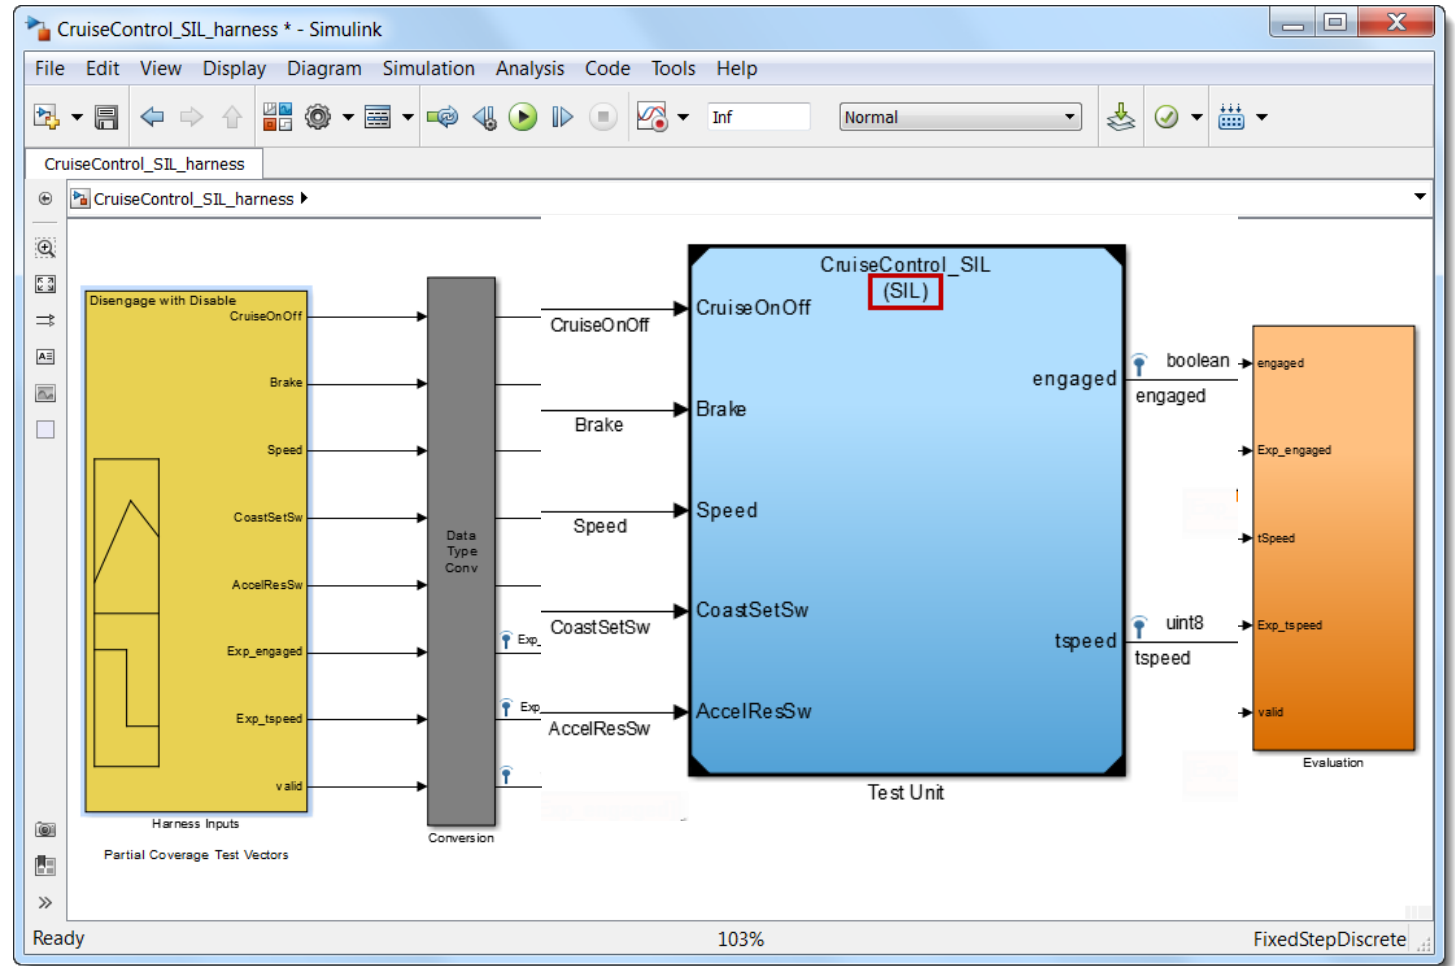 CruiseControl_SIL_harness * - Simulink
File Edit View Display Diagram Simulation Analysis Code Tools Help
Inf
Normal
CruiseControl_SIL_harness
CruiseControl_SIL_harness
Disengage with Disable
CruiseOnOff
Brake
Speed
CoastSetSw
AccelResSw
Exp_engaged
Exp_tspeed
valid
Harness Inputs
Partial Coverage Test Vectors
Data
Type
Conv
Conversion
Exp_
Exp_
CruiseOnOff
Brake
Speed
CoastSetSw
AccelResSw
CruiseControl_SIL
(SIL)
CruiseOnOff
Brake
Speed
CoastSetSw
AccelResSw
engaged
tspeed
Test Unit
boolean
engaged
uint8
tspeed
engaged
Exp_engaged
tSpeed
Exp_tspeed
valid
Evaluation
Ready
103%
FixedStepDiscrete